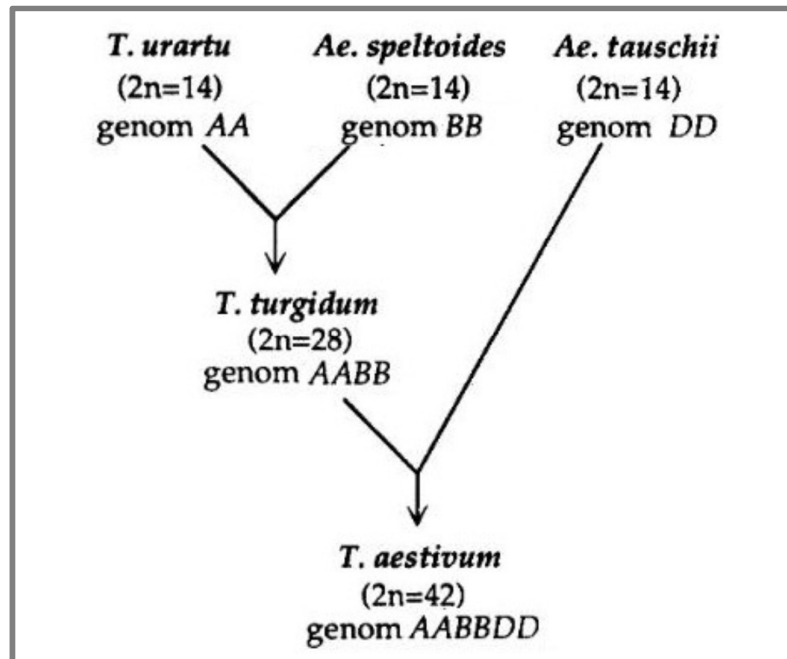 T. urartu Ae. speltoides Ae. tauschii
(2n=14) (2n=14) (2n=14)
genom AA genom BB genom DD
T. turgidum
(2n=28)
genom AABB
T. aestivum
(2n=42)
genom AABBDD